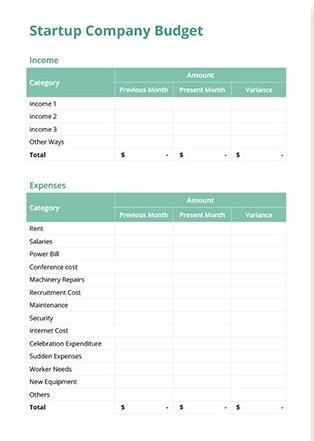 Startup Company Budget
Income
Category
Amount
Previous Month Present Month Variance
Income 1
Income 2
Income 3
Other Ways
Total $ - $ - $ -
Expenses
Category
Amount
Previous Month Present Month Variance
Rent
Salaries
Power Bill
Conference cost
Machinery Repairs
Recruitment Cost
Maintenance
Security
Internet Cost
Celebration Expenditure
Sudden Expenses
Worker Needs
New Equipment
Others
Total $ - $ - $ -